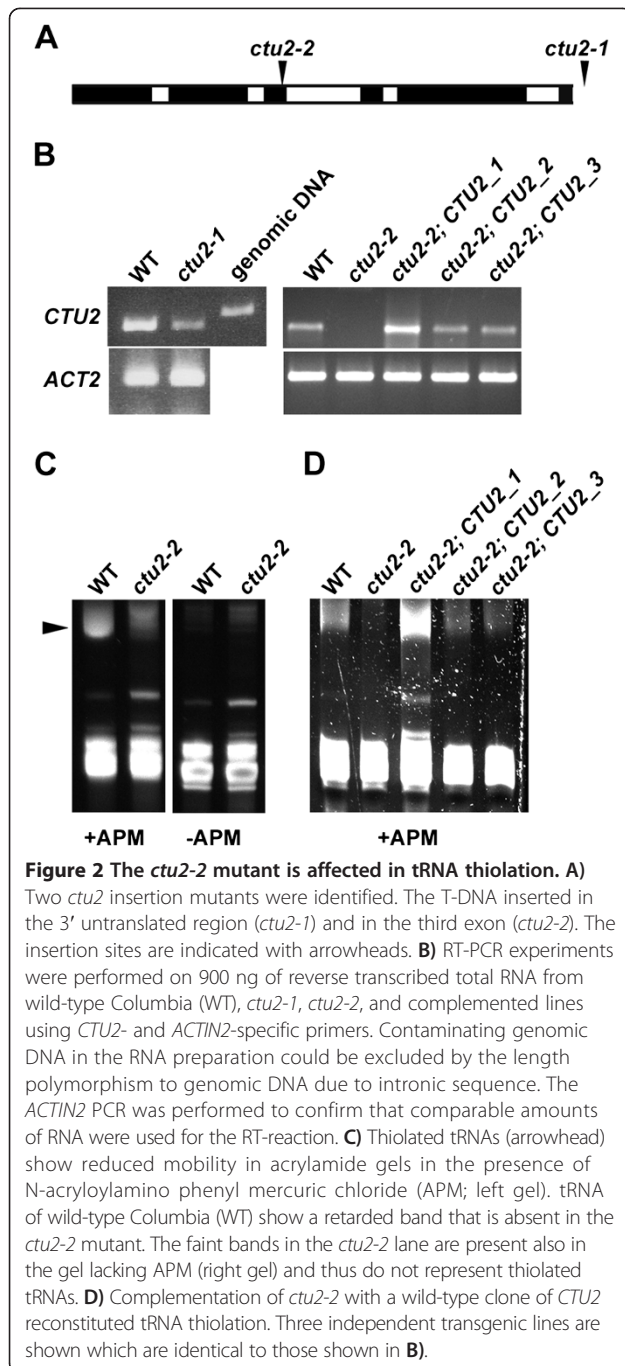 A
ctu2-2
ctu2-1
B
WT
ctu2-1
genomic DNA
WT
ctu2-2
ctu2-2; CTU2_1
ctu2-2; CTU2_2
ctu2-2; CTU2_3
CTU2
ACT2
C
D
WT
ctu2-2
WT
ctu2-2
WT
ctu2-2
ctu2-2; CTU2_1
ctu2-2; CTU2_2
ctu2-2; CTU2_3
+APM
-APM
+APM
Figure 2 The ctu2-2 mutant is affected in tRNA thiolation. A)
Two ctu2 insertion mutants were identified. The T-DNA inserted in
the 3′ untranslated region (ctu2-1) and in the third exon (ctu2-2). The
insertion sites are indicated with arrowheads. B) RT-PCR experiments
were performed on 900 ng of reverse transcribed total RNA from
wild-type Columbia (WT), ctu2-1, ctu2-2, and complemented lines
using CTU2- and ACTIN2-specific primers. Contaminating genomic
DNA in the RNA preparation could be excluded by the length
polymorphism to genomic DNA due to intronic sequence. The
ACTIN2 PCR was performed to confirm that comparable amounts
of RNA were used for the RT-reaction. C) Thiolated tRNAs (arrowhead)
show reduced mobility in acrylamide gels in the presence of
N-acryloylamino phenyl mercuric chloride (APM; left gel). tRNA
of wild-type Columbia (WT) show a retarded band that is absent in the
ctu2-2 mutant. The faint bands in the ctu2-2 lane are present also in
the gel lacking APM (right gel) and thus do not represent thiolated
tRNAs. D) Complementation of ctu2-2 with a wild-type clone of CTU2
reconstituted tRNA thiolation. Three independent transgenic lines are
shown which are identical to those shown in B).